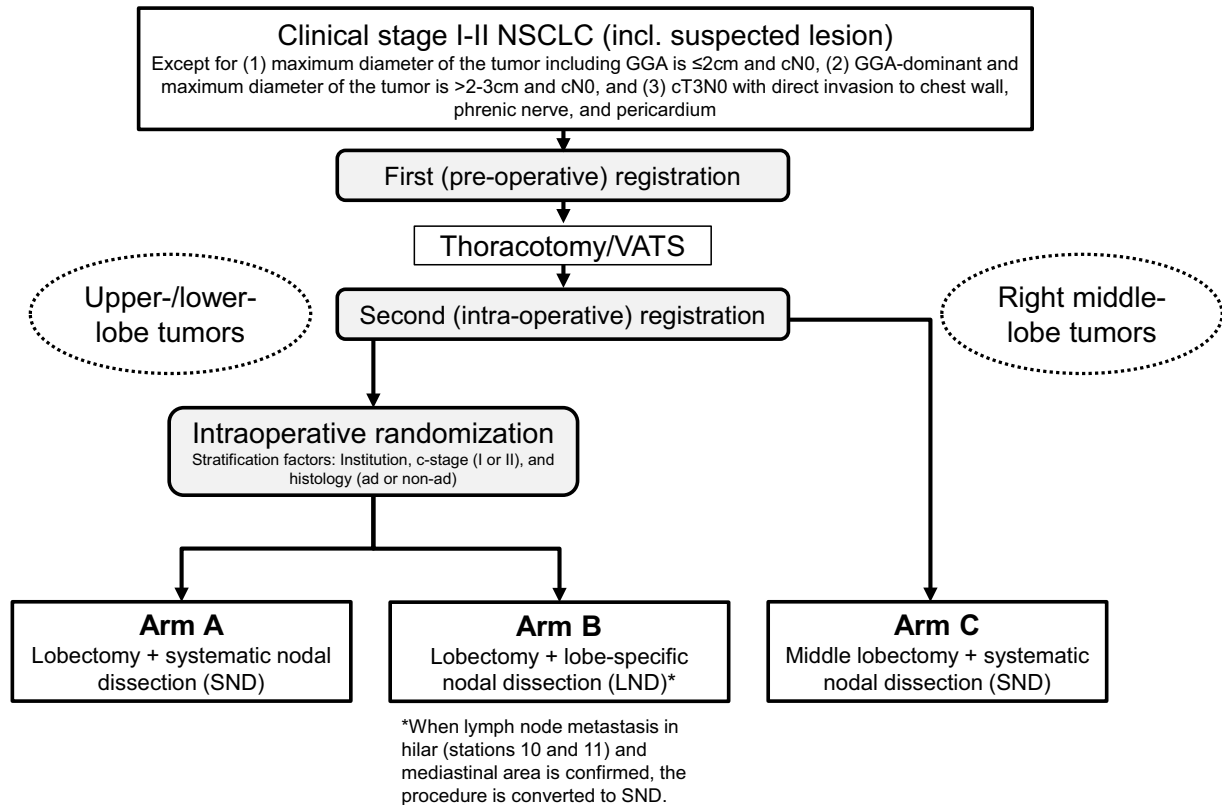 Clinical stage I-II NSCLC (incl. suspected lesion)
Except for (1) maximum diameter of the tumor including GGA is ≤2cm and cN0, (2) GGA-dominant and
maximum diameter of the tumor is >2-3cm and cN0, and (3) cT3N0 with direct invasion to chest wall,
phrenic nerve, and pericardium
First (pre-operative) registration
Thoracotomy/VATS
Upper-/lower-
lobe tumors
Second (intra-operative) registration
Right middle-
lobe tumors
Intraoperative randomization
Stratification factors: Institution, c-stage (I or II), and
histology (ad or non-ad)
Arm A
Lobectomy + systematic nodal
dissection (SND)
Arm B
Lobectomy + lobe-specific
nodal dissection (LND)*
Arm C
Middle lobectomy + systematic
nodal dissection (SND)
*When lymph node metastasis in
hilar (stations 10 and 11) and
mediastinal area is confirmed, the
procedure is converted to SND.